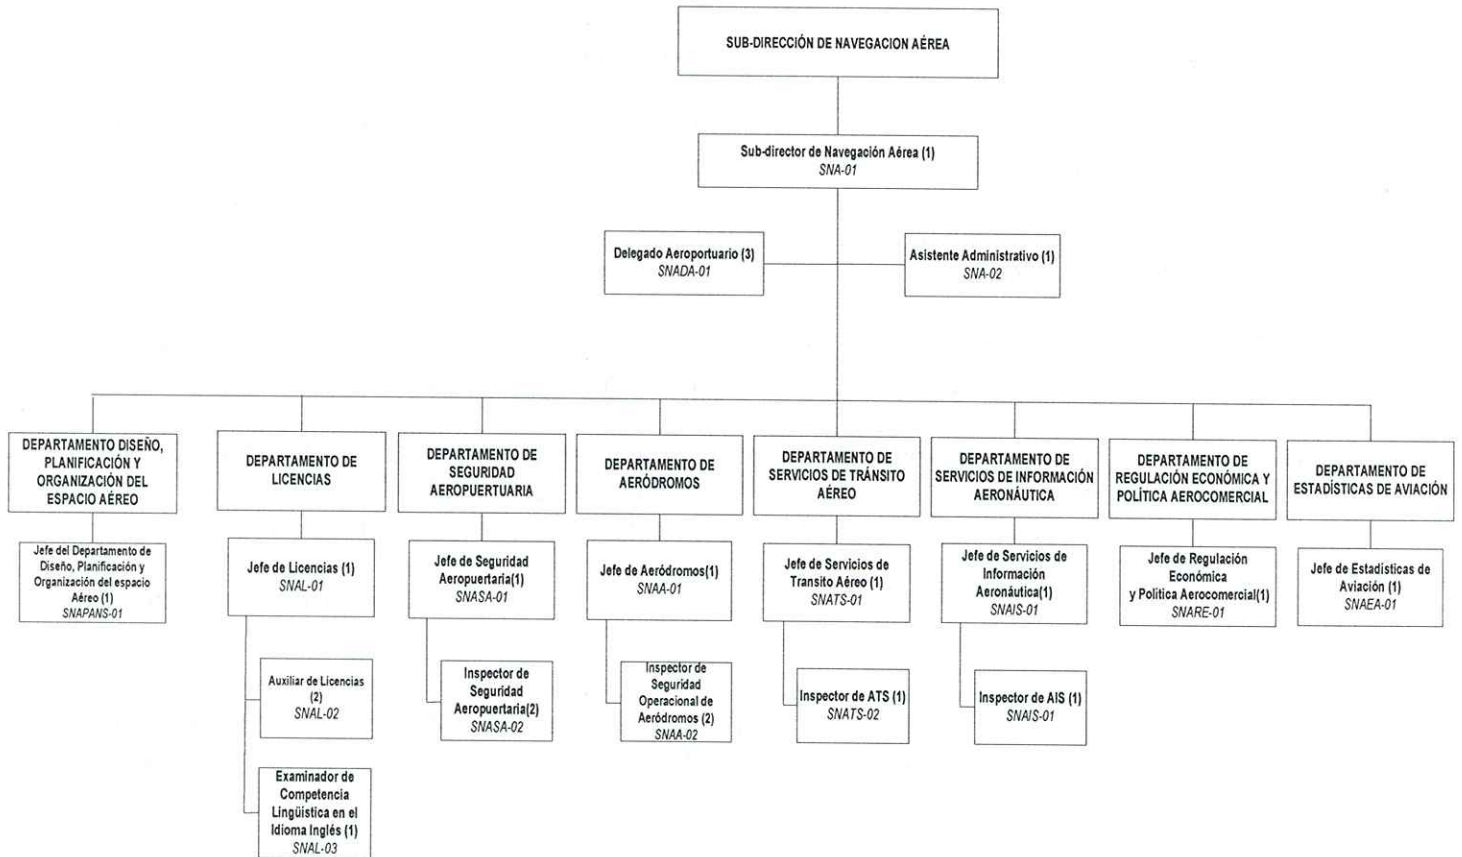 SUB-DIRECCIÓN DE NAVEGACION AÉREA
Sub-director de Navegación Aérea (1)
SNA-01
Delegado Aeroportuario (3)
SNADA-01
Asistente Administrativo (1)
SNA-02
DEPARTAMENTO DISEÑO,
PLANIFICACIÓN Y
ORGANIZACIÓN DEL
ESPACIO AÉREO
DEPARTAMENTO DE
LICENCIAS
DEPARTAMENTO DE
SEGURIDAD
AEROPUERTUARIA
DEPARTAMENTO DE
AERÓDROMOS
DEPARTAMENTO DE
SERVICIOS DE TRÁNSITO
AÉREO
DEPARTAMENTO DE
SERVICIOS DE INFORMACIÓN
AERONÁUTICA
DEPARTAMENTO DE
REGULACIÓN ECONÓMICA Y
POLÍTICA AEROCOMERCIAL
DEPARTAMENTO DE
ESTADÍSTICAS DE AVIACIÓN
Jefe del Departamento de
Diseño, Planificación y
Organización del espacio
Aéreo (1)
SNAPANS-01
Jefe de Licencias (1)
SNAL-01
Jefe de Seguridad
Aeropuertaria(1)
SNASA-01
Jefe de Aeródromos(1)
SNAA-01
Jefe de Servicios de
Transito Aéreo (1)
SNATS-01
Jefe de Servicios de
Información
Aeronáutica(1)
SNAIS-01
Jefe de Regulación
Económica
y Política Aerocomercial(1)
SNARE-01
Jefe de Estadísticas de
Aviación (1)
SNAEA-01
Auxiliar de Licencias
(2)
SNAL-02
Inspector de
Seguridad
Aeropuertaria(2)
SNASA-02
Inspector de
Seguridad
Operacional de
Aeródromos (2)
SNAA-02
Inspector de ATS (1)
SNATS-02
Inspector de AIS (1)
SNAIS-01
Examinador de
Competencia
Lingüística en el
Idioma Inglés (1)
SNAL-03